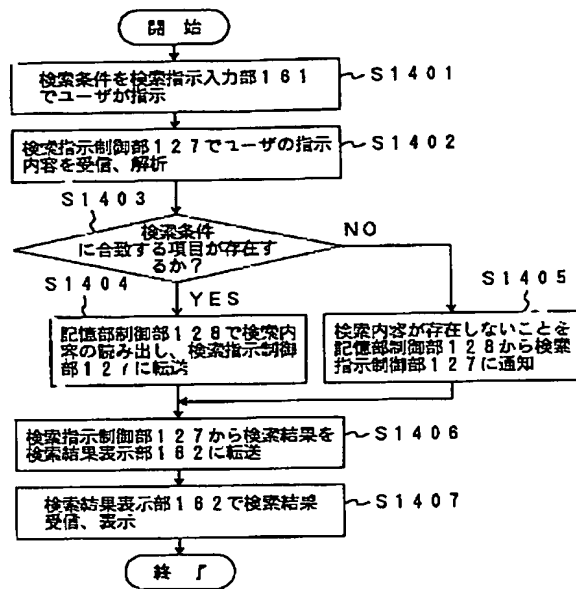 開 始
検索条件を検索指示入力部161
でユーザが指示
S1401
検索指示制御部127でユーザの指示
内容を受信、解析
S1402
S1403
検索条件
に合致する項目が存在す
るか?
NO
S1404
YES
S1405
記憶部制御部128で検索内
容の読み出し、検索指示制御
部127に転送
検索内容が存在しないことを
記憶部制御部128から検索
指示制御部127に通知
検索指示制御部127から検索結果を
検索結果表示部162に転送
S1406
検索結果表示部162で検索結果
受信、表示
S1407
終 了